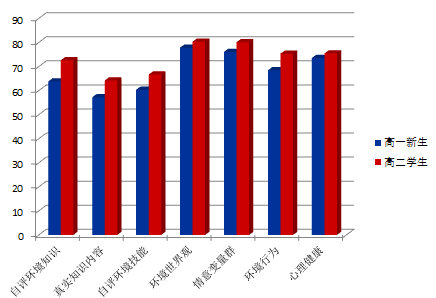 90
80
70
60
50
40
30
20
10
0
自评环境知识
真实知识内容
自评环境技能
环境世界观
情意变量群
环境行为
心理健康
高一新生
高二学生